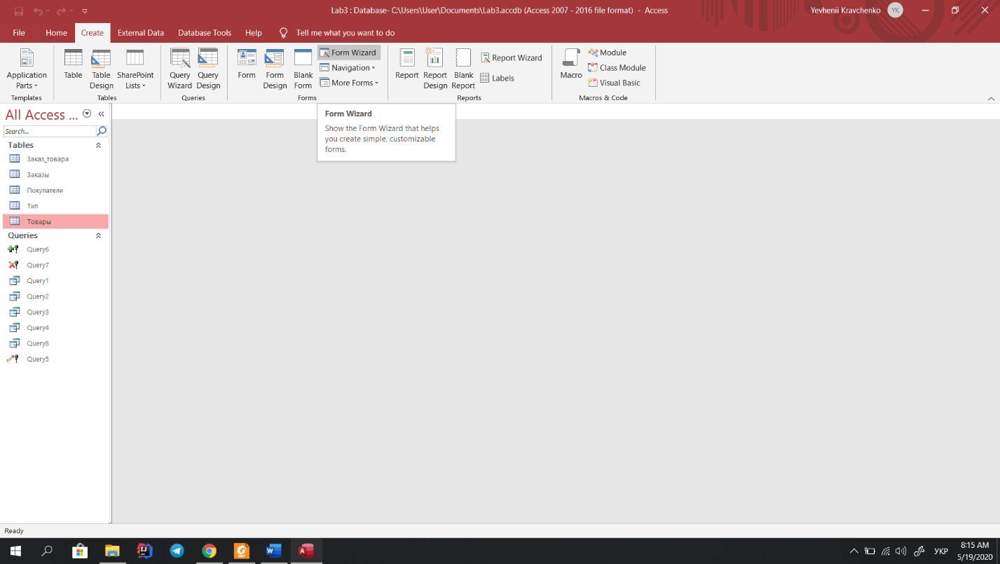 Lab3 : Database- C:\Users\User\Documents\Lab3.accdb (Access 2007 - 2016 file format) - Access
Yevhenii Kravchenko
YK
File
Home
Create
External Data
Database Tools
Help
Tell me what you want to do
Application Parts
Templates
Table
Table Design
SharePoint Lists
Tables
Query Wizard
Query Design
Queries
Form
Form Design
Blank Form
Form Wizard
Navigation
More Forms
Forms
Report
Report Design
Blank Report
Report Wizard
Labels
Reports
Macro
Module
Class Module
Visual Basic
Macros & Code
Form Wizard
Show the Form Wizard that helps
you create simple, customizable
forms.
All Access ...
Search...
Tables
Заказ_товара
Заказы
Покупатели
Тип
Товары
Queries
Query6
Query7
Query1
Query2
Query3
Query4
Query8
Query5
Ready
УКР
8:15 AM
5/19/2020